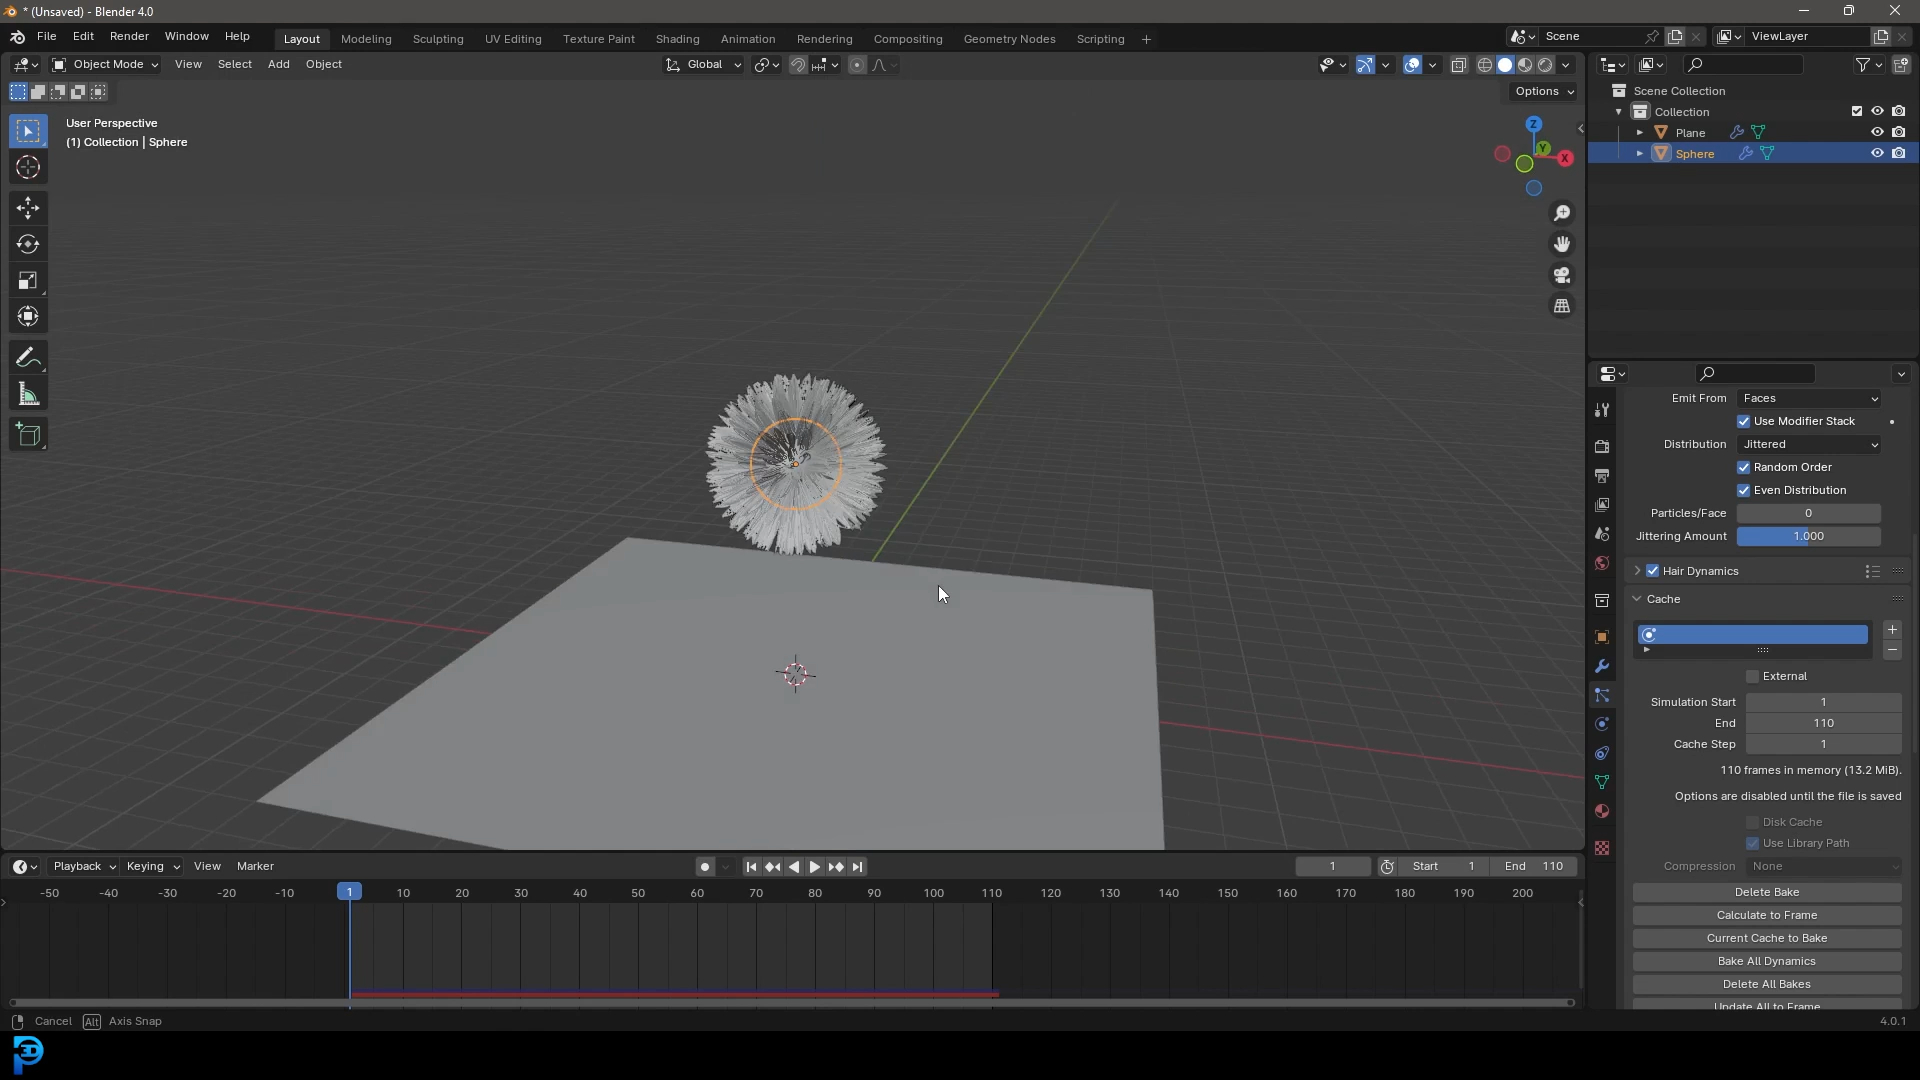 * (Unsaved) - Blender 4.0
File Edit Render Window Help Layout Modeling Sculpting UV Editing Texture Paint Shading Animation Rendering Compositing Geometry Nodes Scripting + Scene ViewLayer
Object Mode View Select Add Object Global
Options
User Perspective
(1) Collection | Sphere
Z
Y
X
Scene Collection
Collection
Plane
Sphere
Emit From Faces
Use Modifier Stack
Distribution Jittered
Random Order
Even Distribution
Particles/Face 0
Jittering Amount 1.000
Hair Dynamics
Cache
External
Simulation Start 1
End 110
Cache Step 1
110 frames in memory (13.2 MiB).
Options are disabled until the file is saved
Disk Cache
Use Library Path
Compression None
Delete Bake
Calculate to Frame
Current Cache to Bake
Bake All Dynamics
Delete All Bakes
Update All to Frame
Playback Keying View Marker 1 Start 1 End 110
-50 -40 -30 -20 -10 1 10 20 30 40 50 60 70 80 90 100 110 120 130 140 150 160 170 180 190 200
Cancel Alt Axis Snap 4.0.1
3D